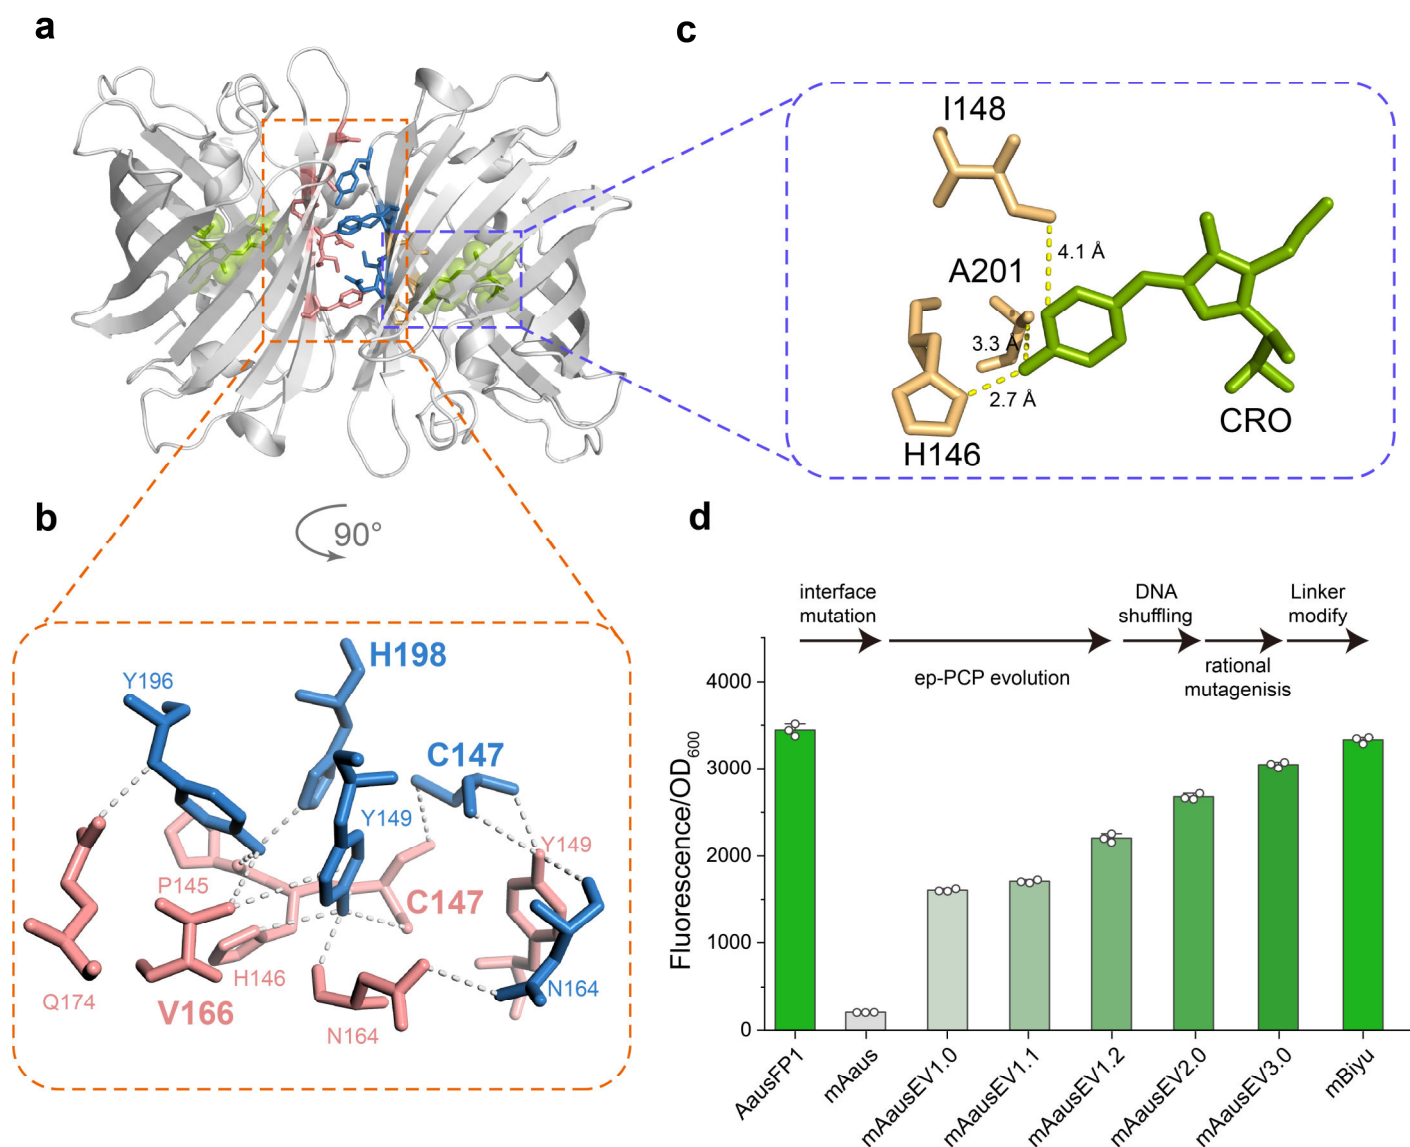 a
c
I148
4.1 Å
A201
3.3 Å
2.7 Å
H146
CRO
b
90°
H198
Y196
C147
Y149
Y149
P145
C147
H146
Q174
V166
N164
N164
d
interface
mutation
ep-PCP evolution
DNA
shuffling
rational
mutagenisis
Linker
modify
Fluorescence/OD600
4000
3000
2000
1000
0
AausFP1
mAaus
mAausEV1.0
mAausEV1.1
mAausEV1.2
mAausEV2.0
mAausEV3.0
mBiyu